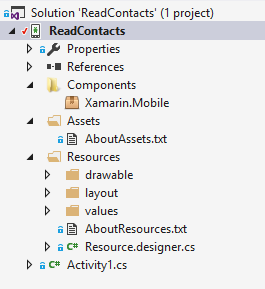 Solution 'ReadContacts' (1 project)
ReadContacts
Properties
References
Components
Xamarin.Mobile
Assets
AboutAssets.txt
Resources
drawable
layout
values
AboutResources.txt
C# Resource.designer.cs
C# Activity1.cs